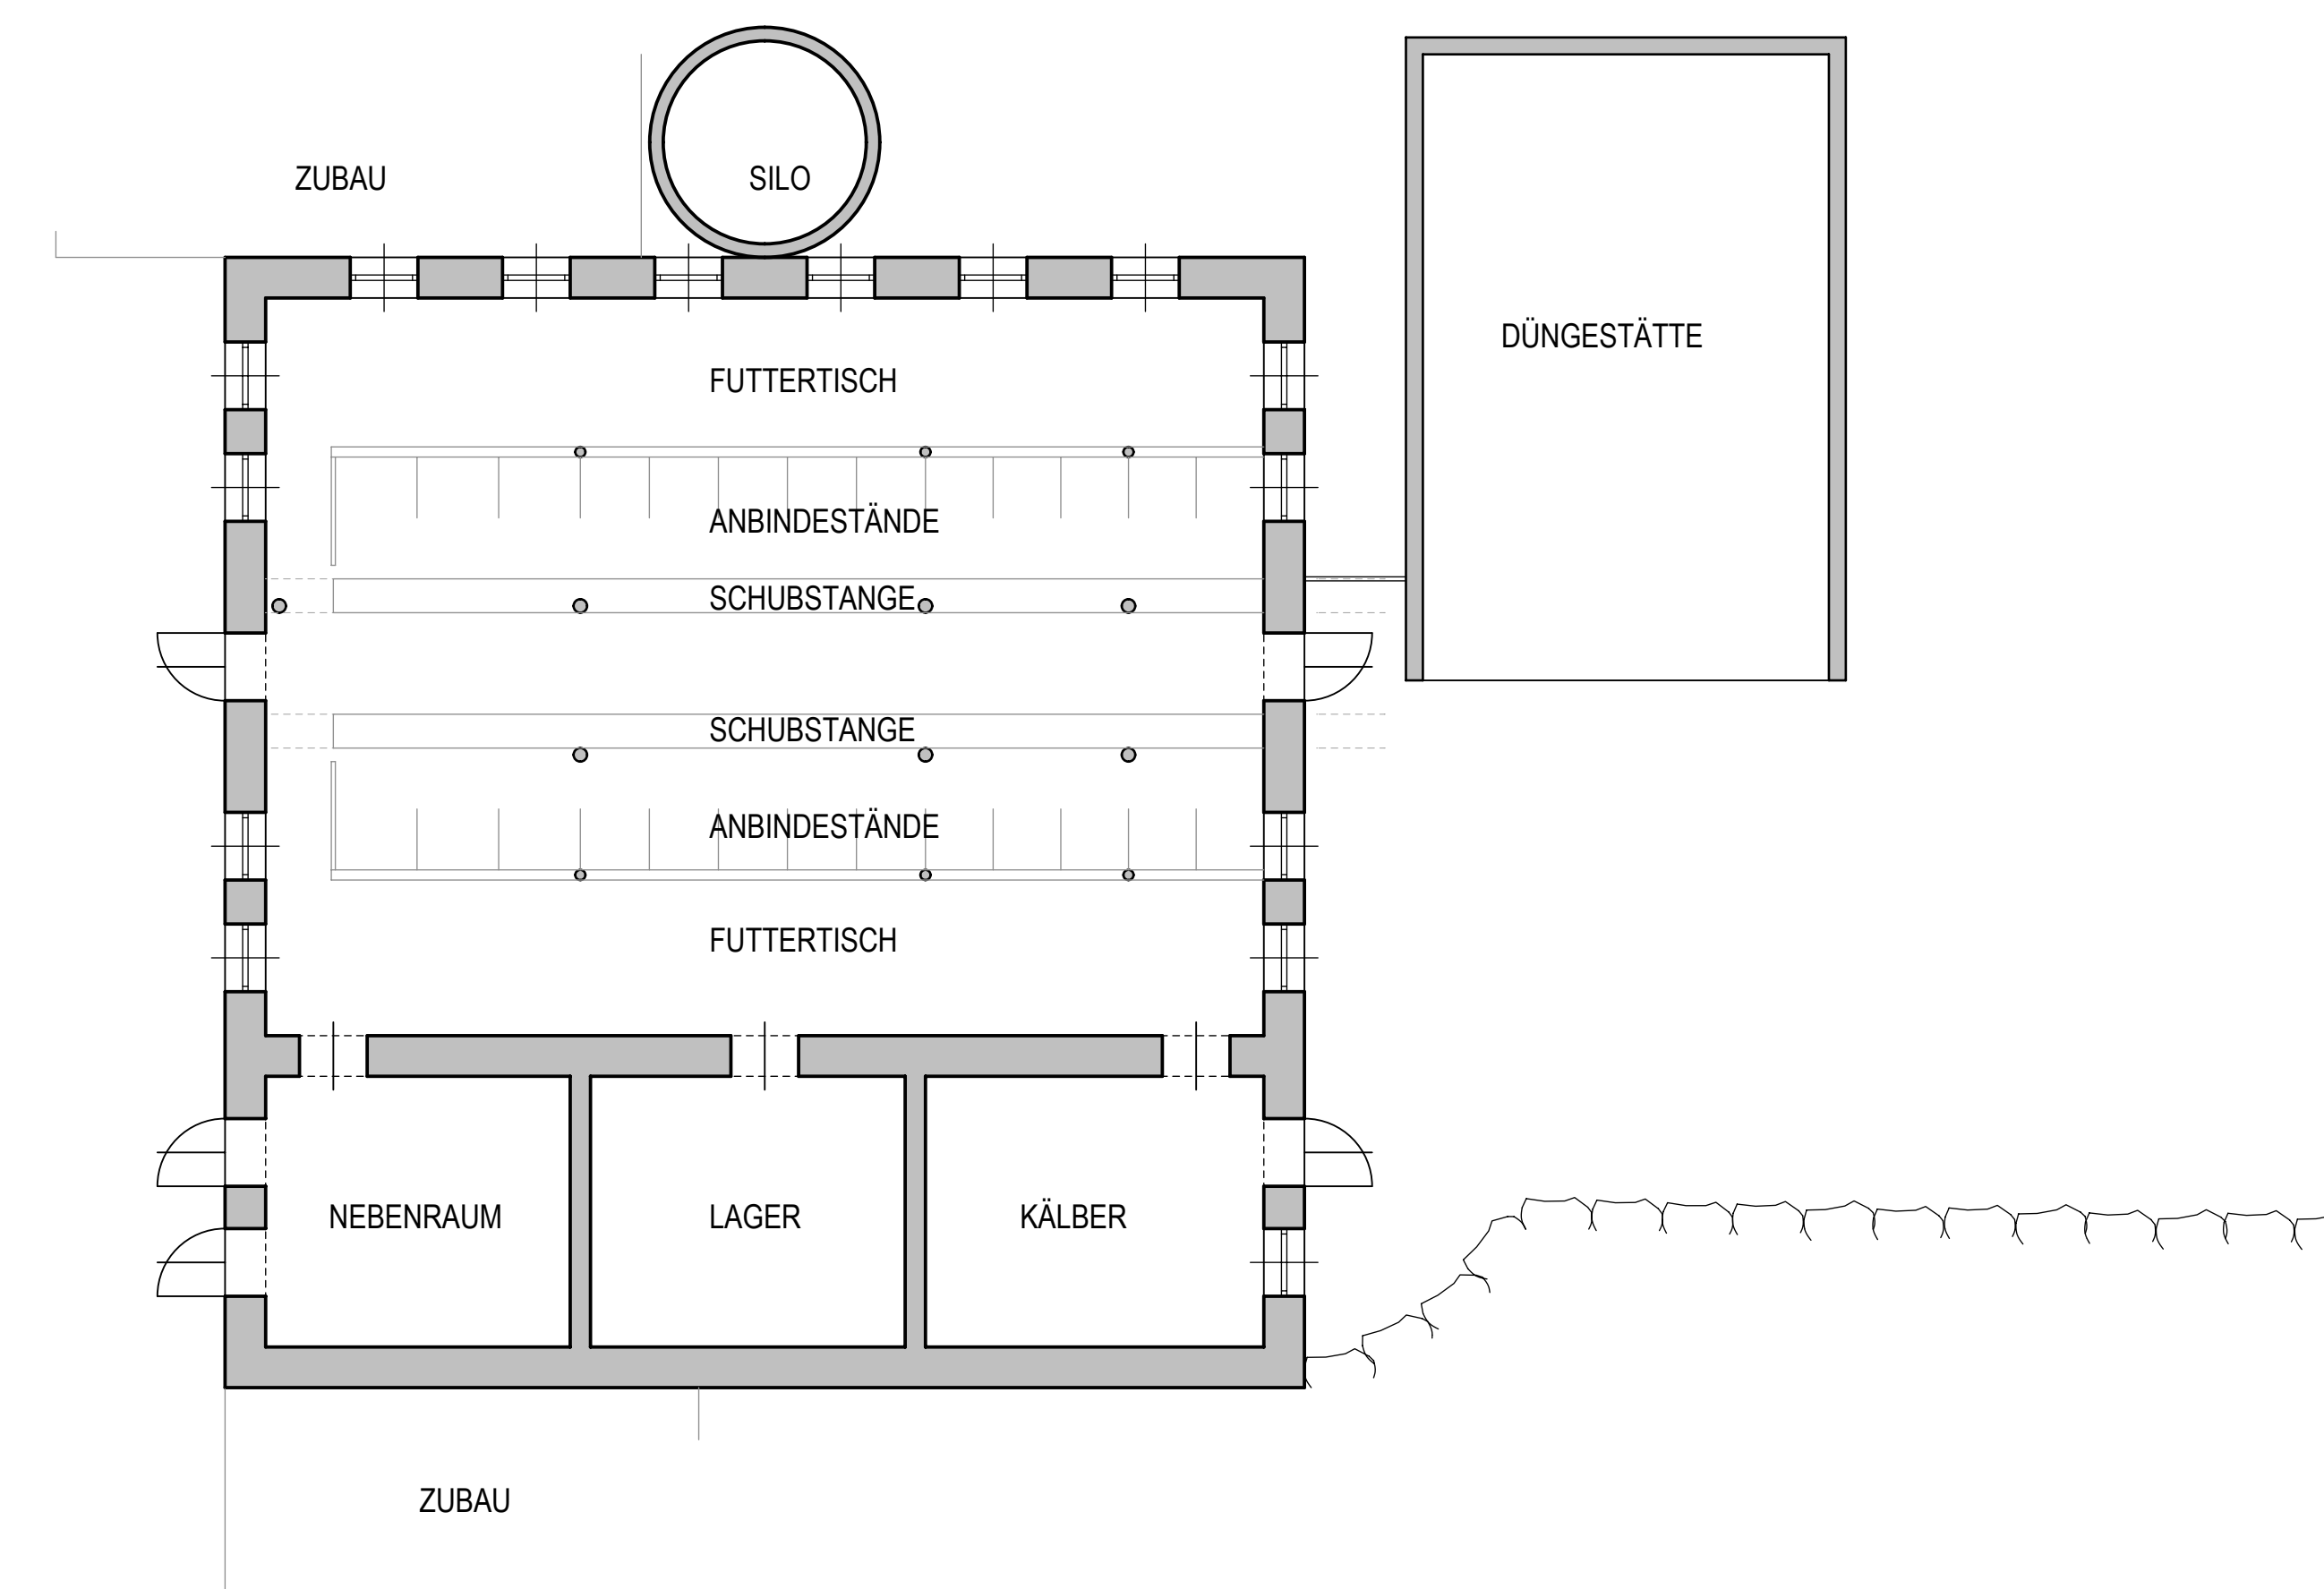 ZUBAU
SILO
DÜNGESTÄTTE
FUTTERTISCH
ANBINDESTÄNDE
SCHUBSTANGE
SCHUBSTANGE
ANBINDESTÄNDE
FUTTERTISCH
NEBENRAUM
LAGER
KÄLBER
ZUBAU